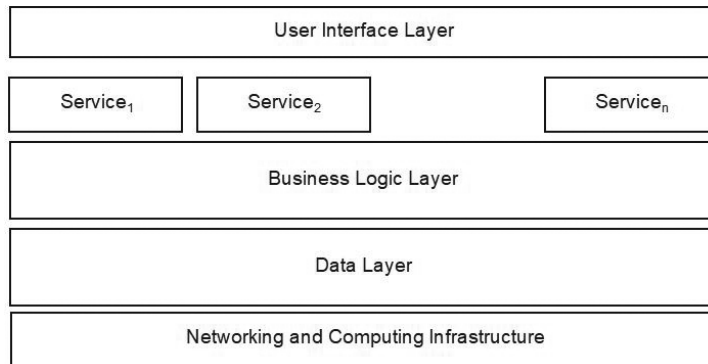 User Interface Layer
Service₁ Service₂ Serviceₙ
Business Logic Layer
Data Layer
Networking and Computing Infrastructure